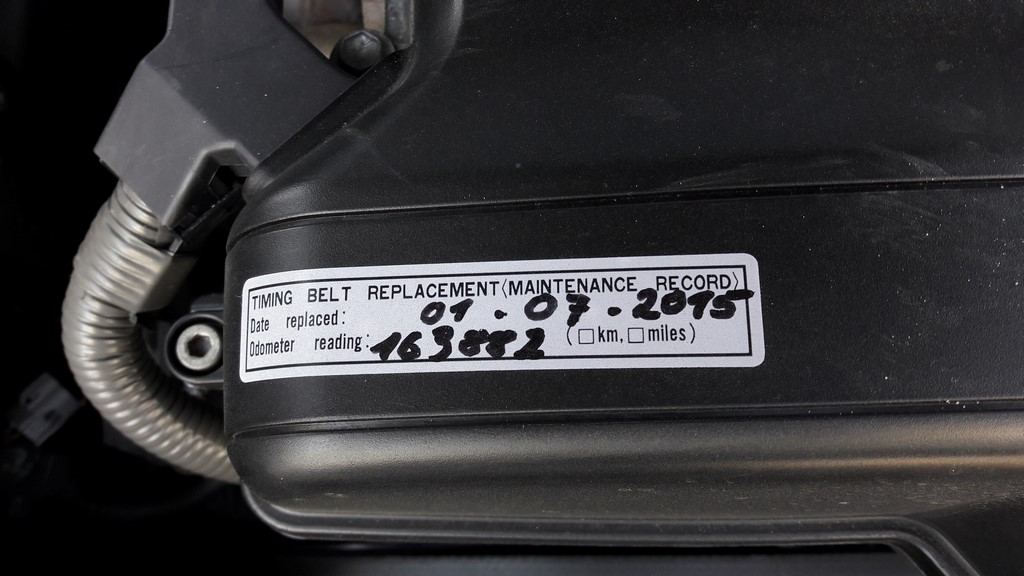 TIMING BELT REPLACEMENT (MAINTENANCE RECORD)
Date replaced: 01.07.2015
Odometer reading: 163882 (□km, □miles)